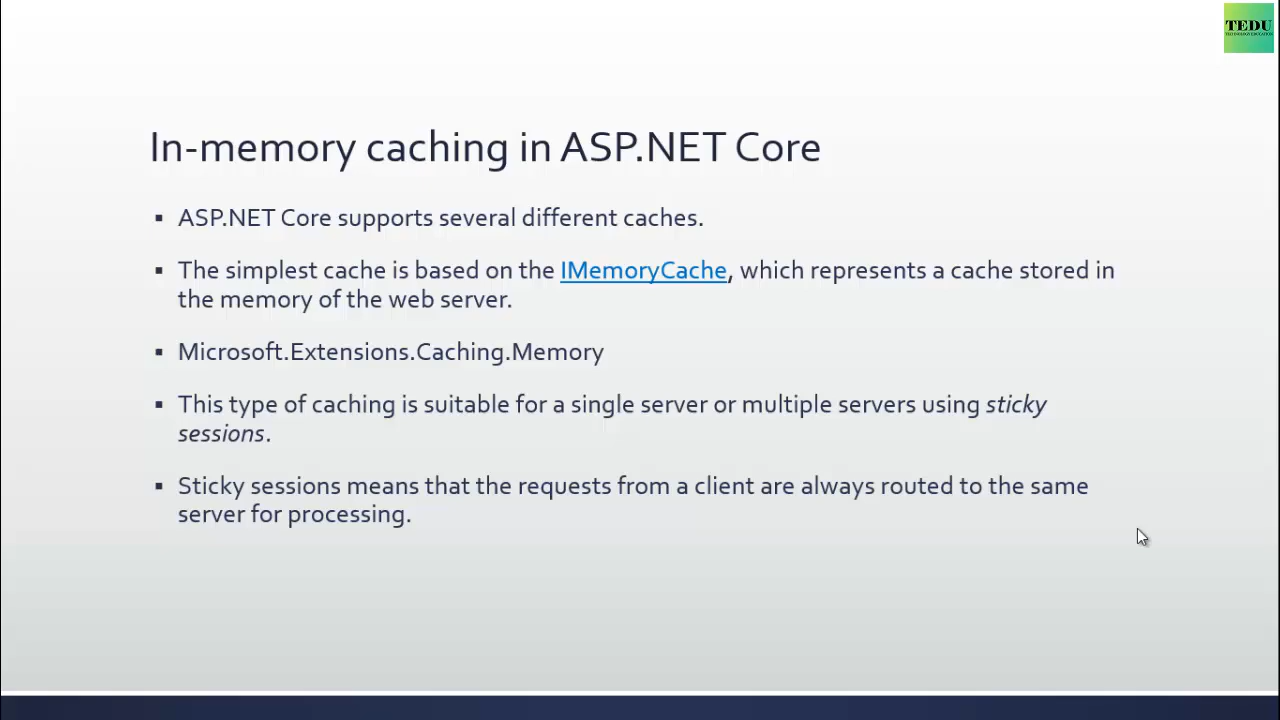 TEDU
In-memory caching in ASP.NET Core
▪ ASP.NET Core supports several different caches.
▪ The simplest cache is based on the IMemoryCache, which represents a cache stored in
the memory of the web server.
▪ Microsoft.Extensions.Caching.Memory
▪ This type of caching is suitable for a single server or multiple servers using sticky
sessions.
▪ Sticky sessions means that the requests from a client are always routed to the same
server for processing.